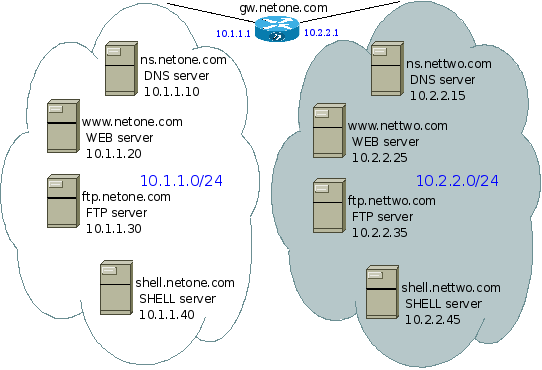 gw.netone.com
10.1.1.1
10.2.2.1
ns.netone.com
DNS server
10.1.1.10
www.netone.com
WEB server
10.1.1.20
10.1.1.0/24
ftp.netone.com
FTP server
10.1.1.30
shell.netone.com
SHELL server
10.1.1.40
ns.nettwo.com
DNS server
10.2.2.15
www.nettwo.com
WEB server
10.2.2.25
10.2.2.0/24
ftp.nettwo.com
FTP server
10.2.2.35
shell.nettwo.com
SHELL server
10.2.2.45